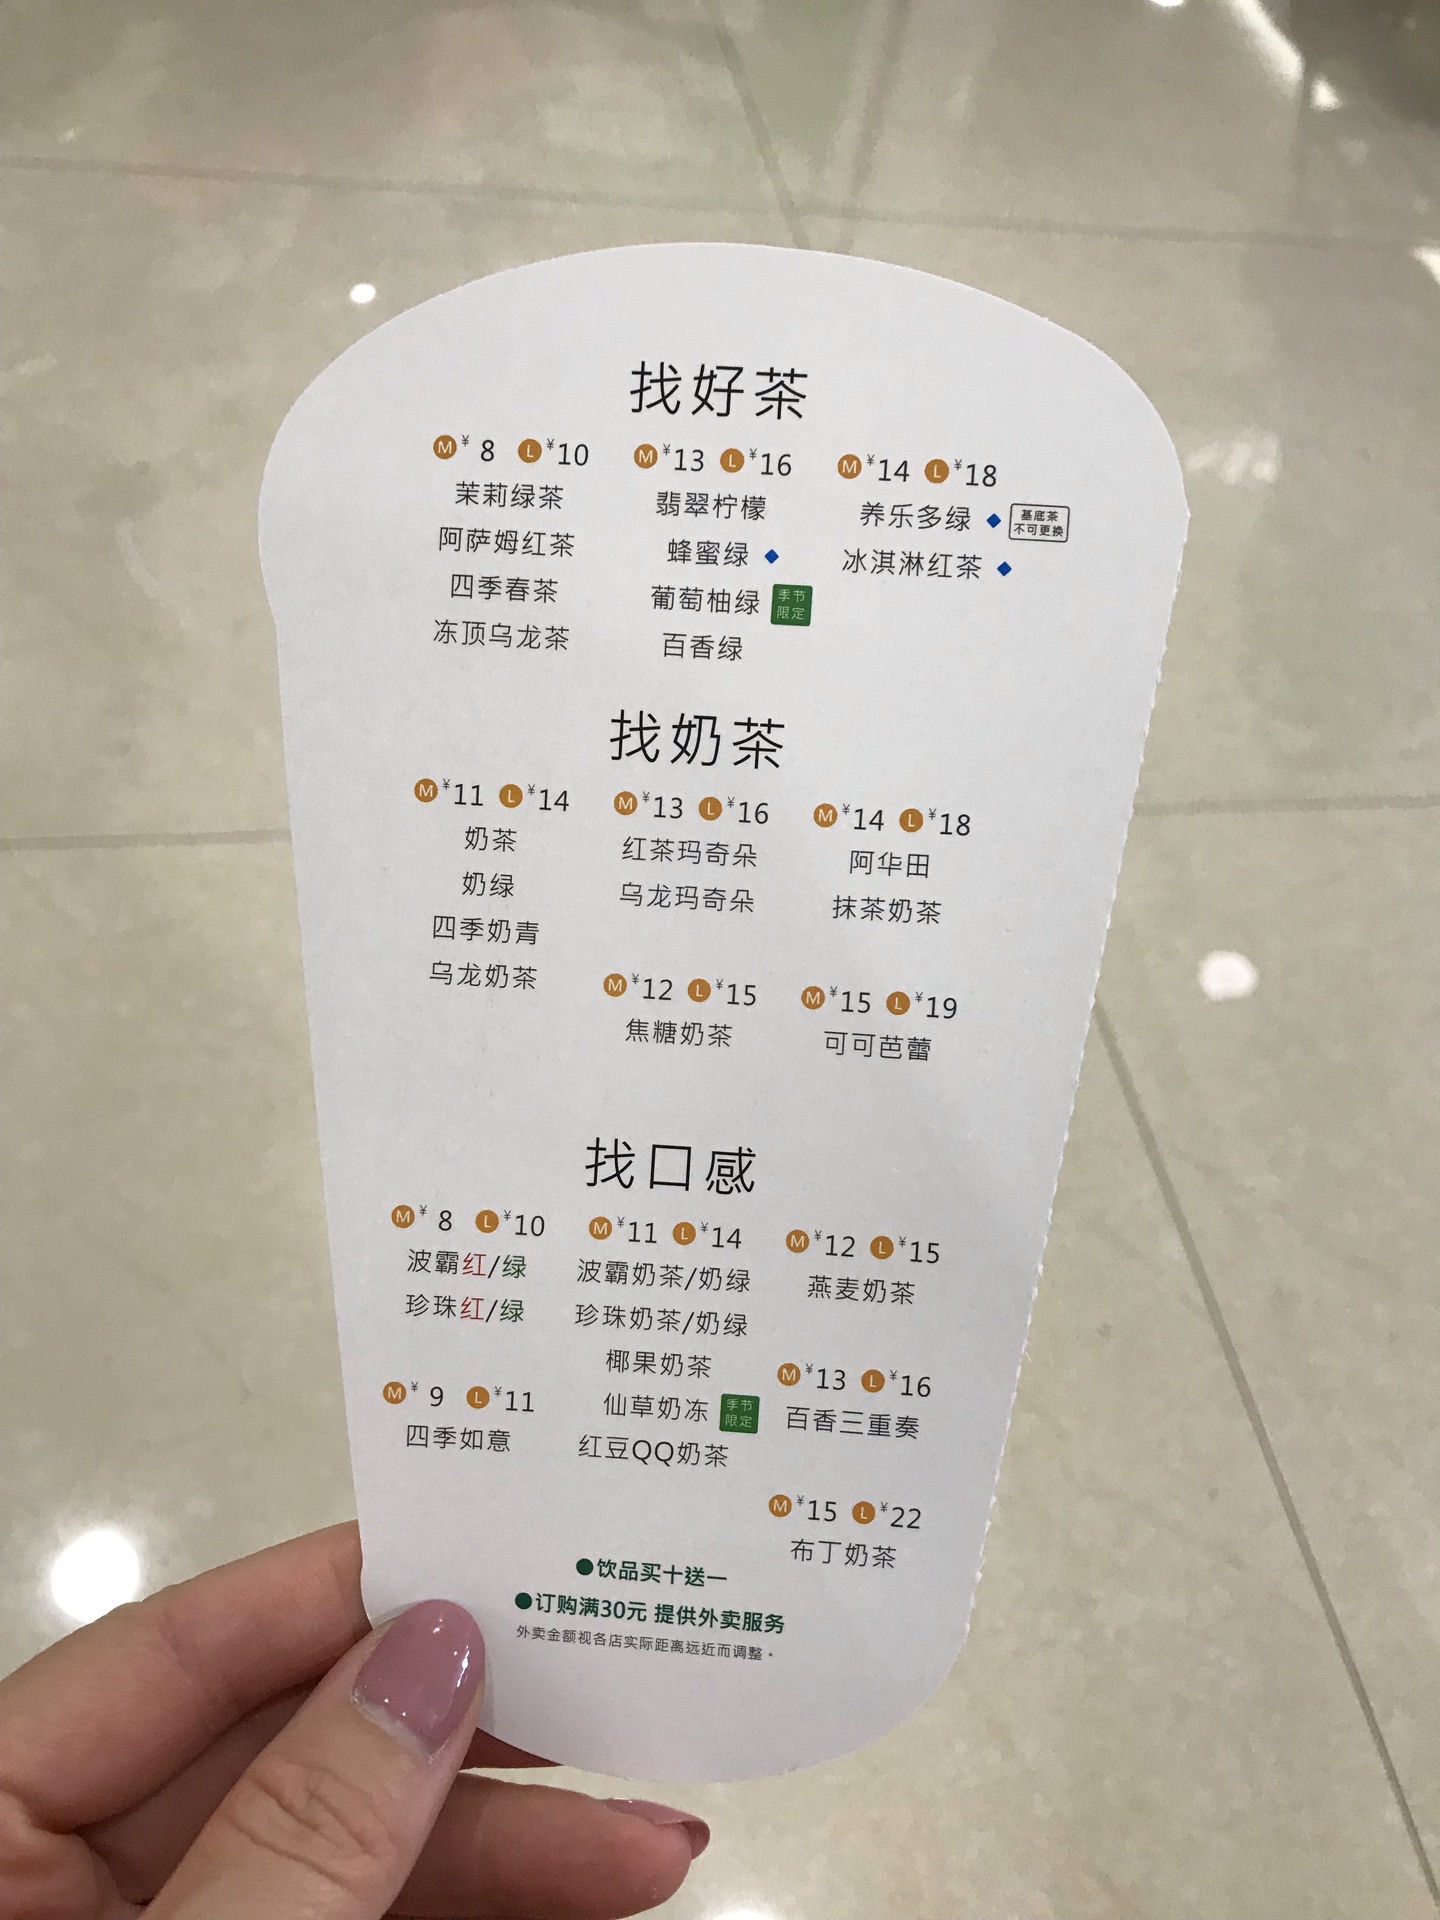 找好茶
M ¥8 L ¥10
茉莉绿茶
阿萨姆红茶
四季春茶
冻顶乌龙茶
M ¥13 L ¥16
翡翠柠檬
蜂蜜绿
葡萄柚绿 季节限定
百香绿
M ¥14 L ¥18
养乐多绿 基底茶不可更换
冰淇淋红茶
找奶茶
M ¥11 L ¥14
奶茶
奶绿
四季奶青
乌龙奶茶
M ¥13 L ¥16
红茶玛奇朵
乌龙玛奇朵
M ¥12 L ¥15
焦糖奶茶
M ¥14 L ¥18
阿华田
抹茶奶茶
M ¥15 L ¥19
可可芭蕾
找口感
M ¥8 L ¥10
波霸红/绿
珍珠红/绿
M ¥9 L ¥11
四季如意
M ¥11 L ¥14
波霸奶茶/奶绿
珍珠奶茶/奶绿
椰果奶茶
仙草奶冻 季节限定
红豆QQ奶茶
M ¥12 L ¥15
燕麦奶茶
M ¥13 L ¥16
百香三重奏
M ¥15 L ¥22
布丁奶茶
●饮品买十送一
●订购满30元 提供外卖服务
外卖金额视各店实际距离远近而调整。